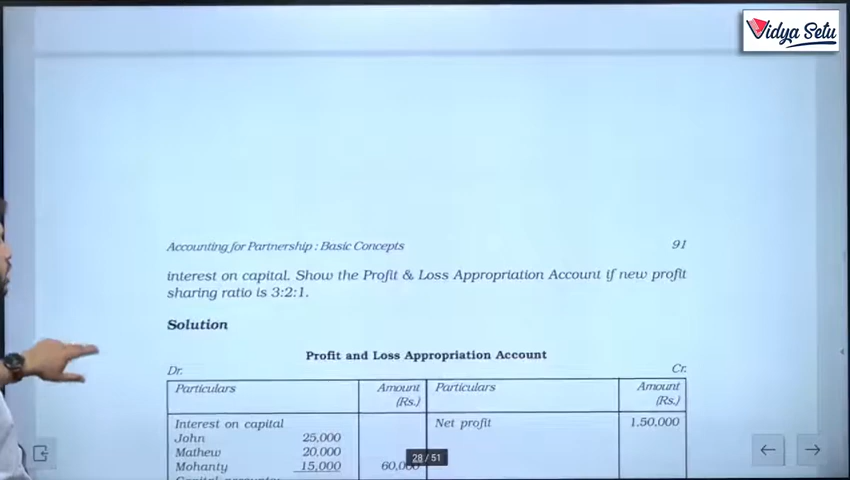 Vidya Setu
Accounting for Partnership : Basic Concepts 91
interest on capital. Show the Profit & Loss Appropriation Account if new profit
sharing ratio is 3:2:1.
Solution
Profit and Loss Appropriation Account
Dr. Cr.
Particulars Amount (Rs.) Particulars Amount (Rs.)
Interest on capital Net profit 1,50,000
John 25,000
Mathew 20,000
Mohanty 15,000 60,0
28 / 51